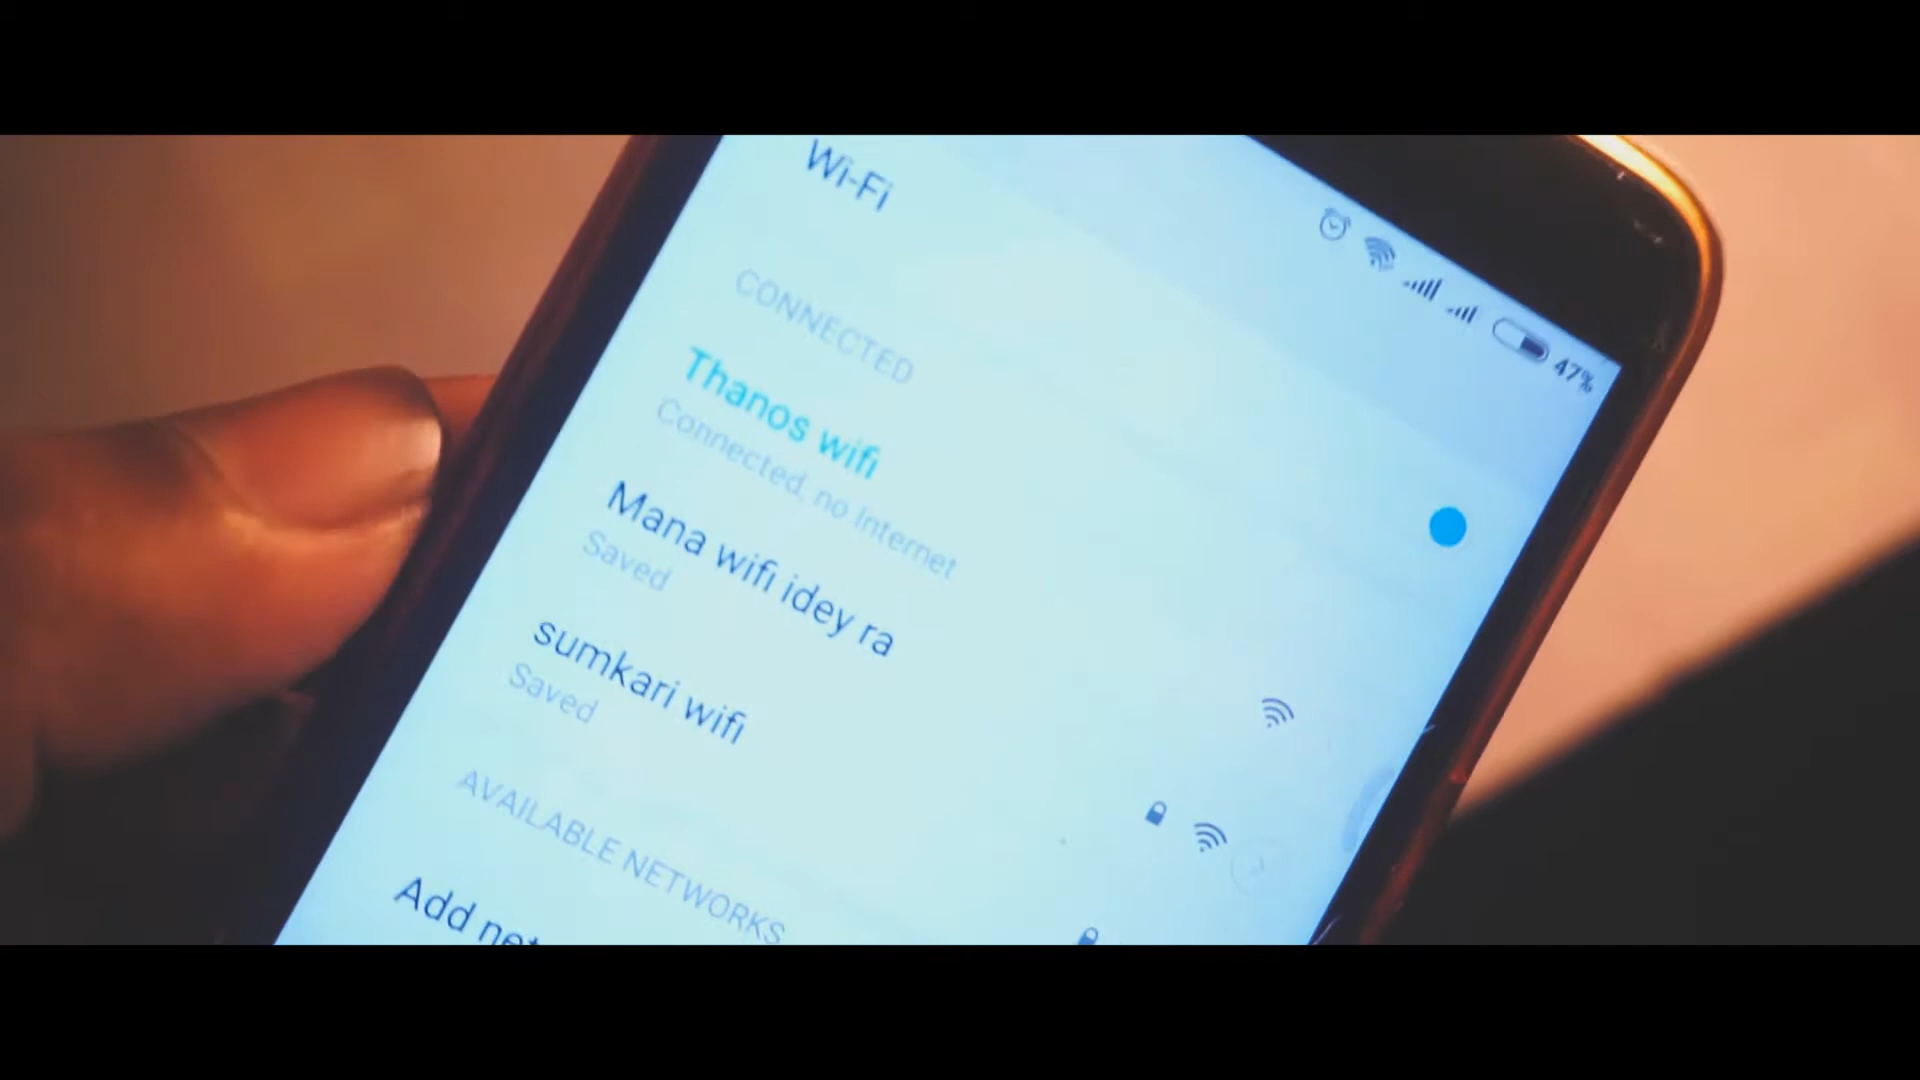 47%
Wi-Fi
CONNECTED
Thanos wifi
Connected, no Internet
Mana wifi idey ra
Saved
sumkari wifi
Saved
AVAILABLE NETWORKS
Add